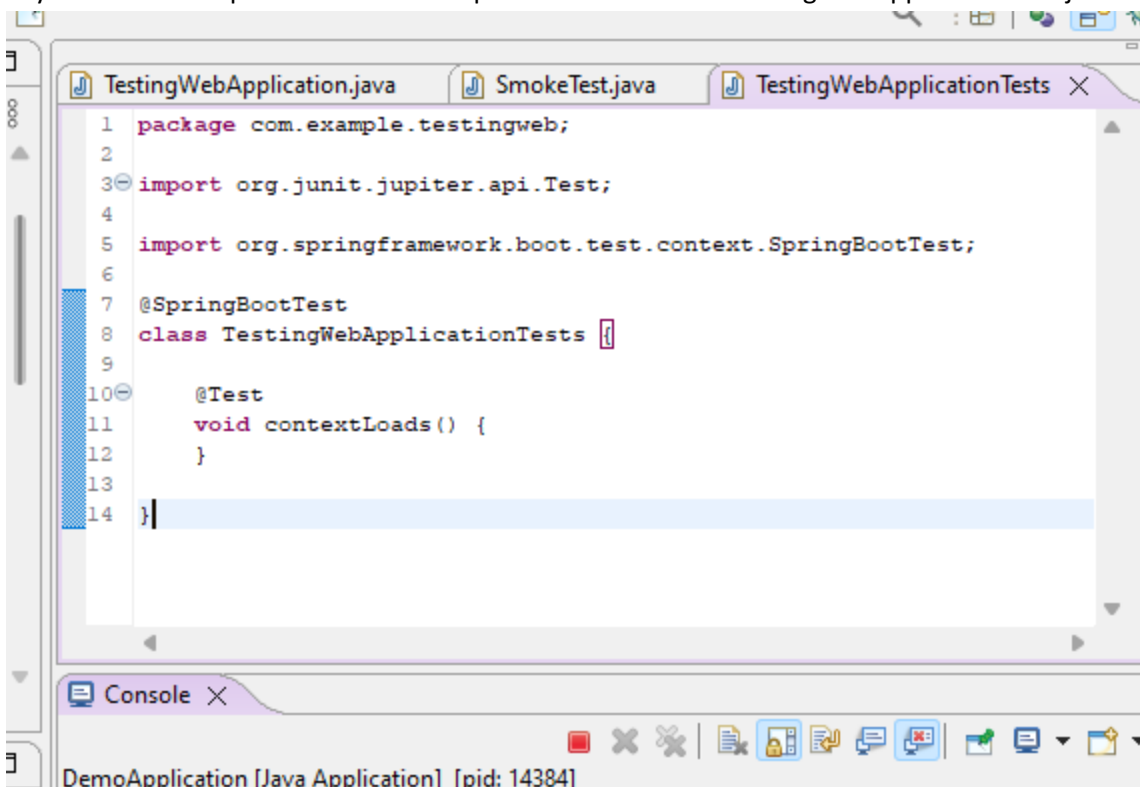 TestingWebApplication.java SmokeTest.java TestingWebApplicationTests
1 package com.example.testingweb;
2
3 import org.junit.jupiter.api.Test;
4
5 import org.springframework.boot.test.context.SpringBootTest;
6
7 @SpringBootTest
8 class TestingWebApplicationTests {
9
10 @Test
11 void contextLoads() {
12 }
13
14 }
Console
DemoApplication [Java Application] [pid: 14384]